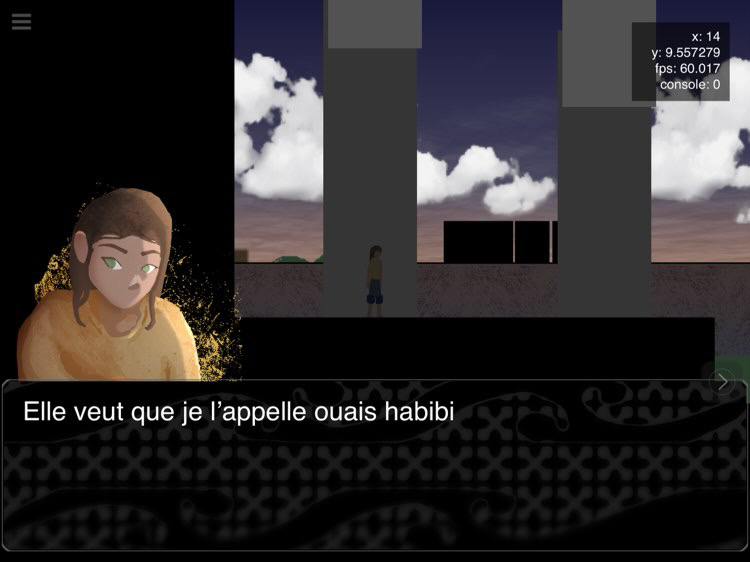 x: 14
y: 9.557279
fps: 60.017
console: 0
Elle veut que je l’appelle ouais habibi